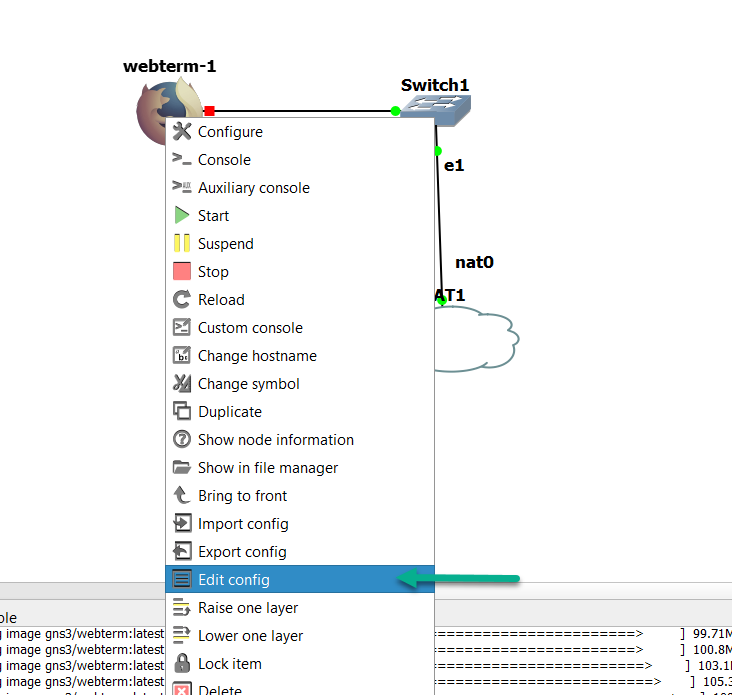 webterm-1
Switch1
e1
nat0
AT1
Configure
Console
Auxiliary console
Start
Suspend
Stop
Reload
Custom console
Change hostname
Change symbol
Duplicate
Show node information
Show in file manager
Bring to front
Import config
Export config
Edit config
Raise one layer
Lower one layer
Lock item
Delete
ole
g image gns3/webterm:latest =========================> ] 99.71M
g image gns3/webterm:latest =========================> ] 100.8M
g image gns3/webterm:latest ==========================> ] 103.1
g image gns3/webterm:latest ===========================> ] 105.3